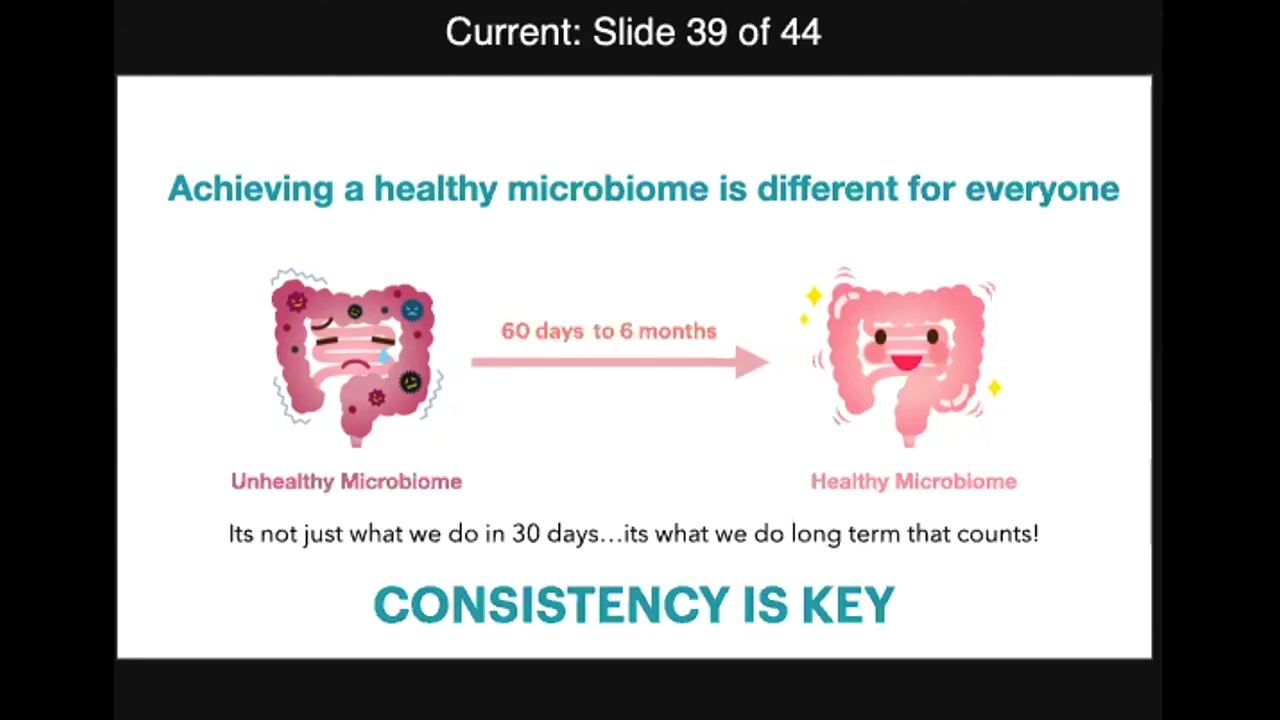 Current: Slide 39 of 44
Achieving a healthy microbiome is different for everyone
60 days to 6 months
Unhealthy Microbiome
Healthy Microbiome
Its not just what we do in 30 days...its what we do long term that counts!
CONSISTENCY IS KEY